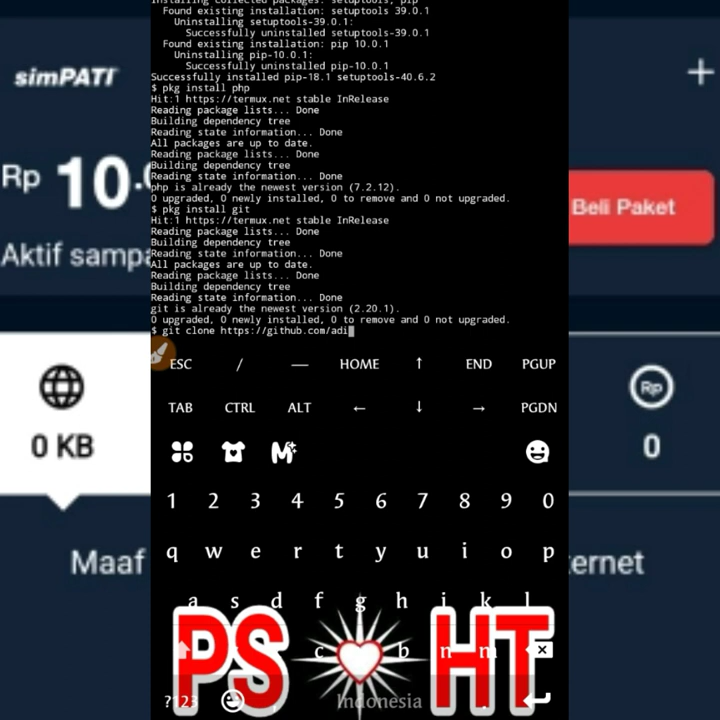 Installing collected packages: setuptools, pip
Found existing installation: setuptools 39.0.1
Uninstalling setuptools-39.0.1:
Successfully uninstalled setuptools-39.0.1
Found existing installation: pip 10.0.1
Uninstalling pip-10.0.1:
Successfully uninstalled pip-10.0.1
Successfully installed pip-18.1 setuptools-40.6.2
$ pkg install php
Hit:1 https://termux.net stable InRelease
Reading package lists... Done
Building dependency tree
Reading state information... Done
All packages are up to date.
Reading package lists... Done
Building dependency tree
Reading state information... Done
php is already the newest version (7.2.12).
0 upgraded, 0 newly installed, 0 to remove and 0 not upgraded.
$ pkg install git
Hit:1 https://termux.net stable InRelease
Reading package lists... Done
Building dependency tree
Reading state information... Done
All packages are up to date.
Reading package lists... Done
Building dependency tree
Reading state information... Done
git is already the newest version (2.20.1).
0 upgraded, 0 newly installed, 0 to remove and 0 not upgraded.
$ git clone https://github.com/adi
simPATI
+
Rp 10.
Beli Paket
Aktif
0 KB
Rp
0
Maaf
ESC / — HOME ↑ END PGUP
TAB CTRL ALT ← ↓ → PGDN
M
1 2 3 4 5 6 7 8 9 0
q w e r t y u i o p
a s d f g h j k l
c b n m
PS HT
?123 , Indonesia .